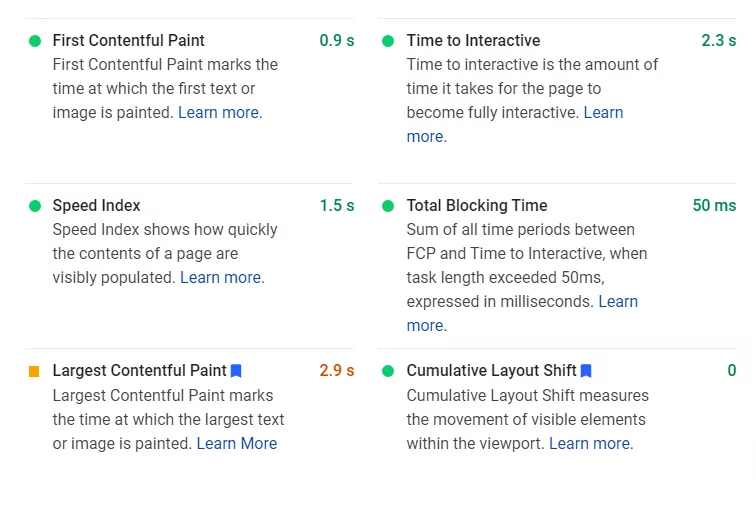 First Contentful Paint 0.9 s
First Contentful Paint marks the
time at which the first text or
image is painted. Learn more.
Time to Interactive 2.3 s
Time to interactive is the amount of
time it takes for the page to
become fully interactive. Learn
more.
Speed Index 1.5 s
Speed Index shows how quickly
the contents of a page are
visibly populated. Learn more.
Total Blocking Time 50 ms
Sum of all time periods between
FCP and Time to Interactive, when
task length exceeded 50ms,
expressed in milliseconds. Learn
more.
Largest Contentful Paint 2.9 s
Largest Contentful Paint marks
the time at which the largest text
or image is painted. Learn More
Cumulative Layout Shift 0
Cumulative Layout Shift measures
the movement of visible elements
within the viewport. Learn more.